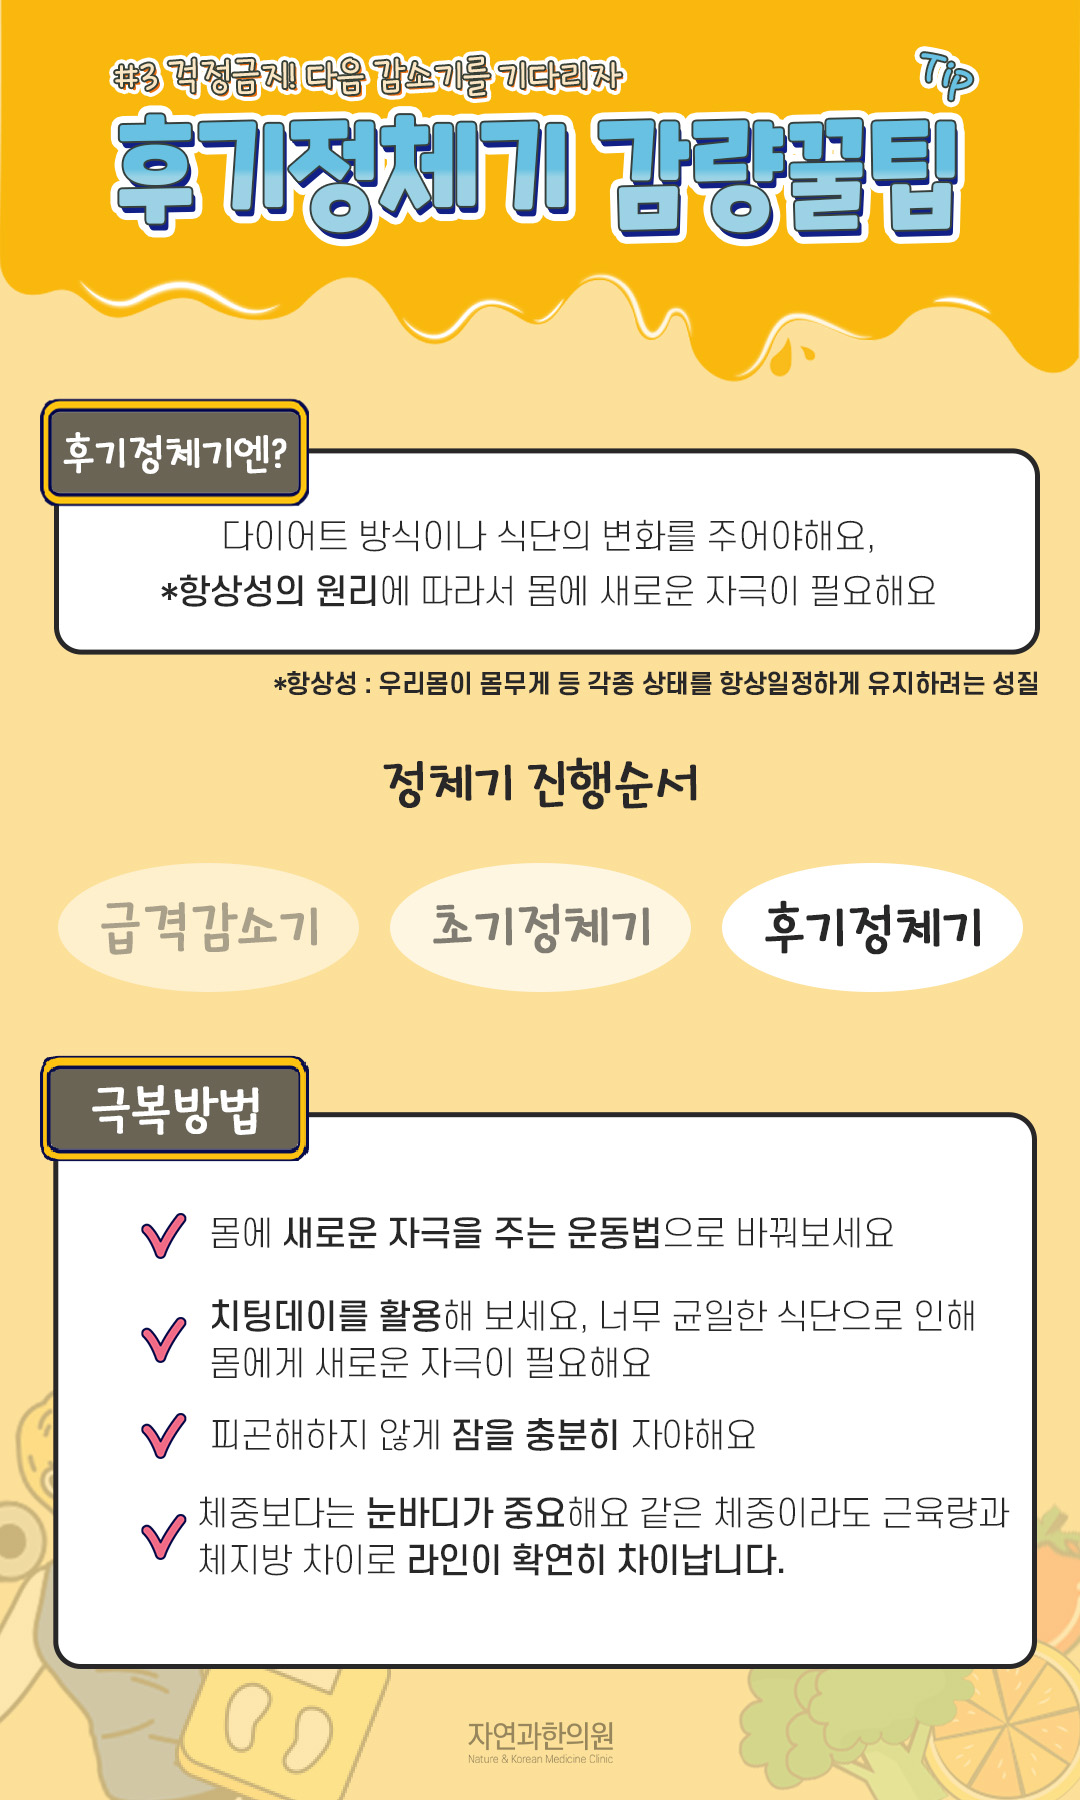 #3 걱정금지! 다음 감소기를 기다리자
Tip
후기정체기 감량꿀팁
후기정체기엔?
다이어트 방식이나 식단의 변화를 주어야해요,
*항상성의 원리에 따라서 몸에 새로운 자극이 필요해요
*항상성 : 우리몸이 몸무게 등 각종 상태를 항상일정하게 유지하려는 성질
정체기 진행순서
급격감소기 초기정체기 후기정체기
극복방법
몸에 새로운 자극을 주는 운동법으로 바꿔보세요
치팅데이를 활용해 보세요, 너무 균일한 식단으로 인해
몸에게 새로운 자극이 필요해요
피곤해하지 않게 잠을 충분히 자야해요
체중보다는 눈바디가 중요해요 같은 체중이라도 근육량과
체지방 차이로 라인이 확연히 차이납니다.
자연과한의원
Nature & Korean Medicine Clinic